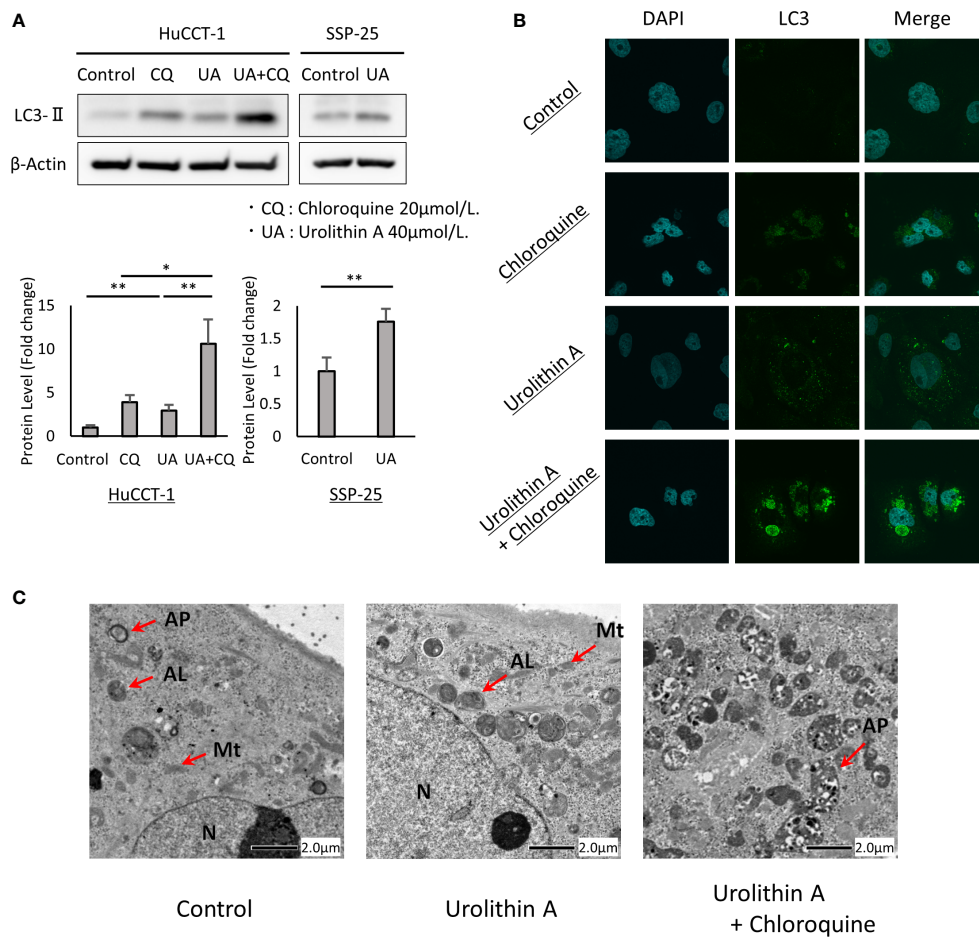 A
HuCCT-1
SSP-25
Control CQ UA UA+CQ
Control UA
LC3-Ⅱ
β-Actin
・ CQ : Chloroquine 20μmol/L.
・ UA : Urolithin A 40μmol/L.
*
** **
**
Protein Level (Fold change)
15
10
5
0
Control CQ UA UA+CQ
HuCCT-1
Protein Level (Fold change)
2
1.5
1
0.5
0
Control UA
SSP-25
B
DAPI LC3 Merge
Control
Chloroquine
Urolithin A
Urolithin A
+ Chloroquine
C
AP
AL
Mt
N
2.0μm
Control
Mt
AL
N
2.0μm
Urolithin A
AP
2.0μm
Urolithin A
+ Chloroquine